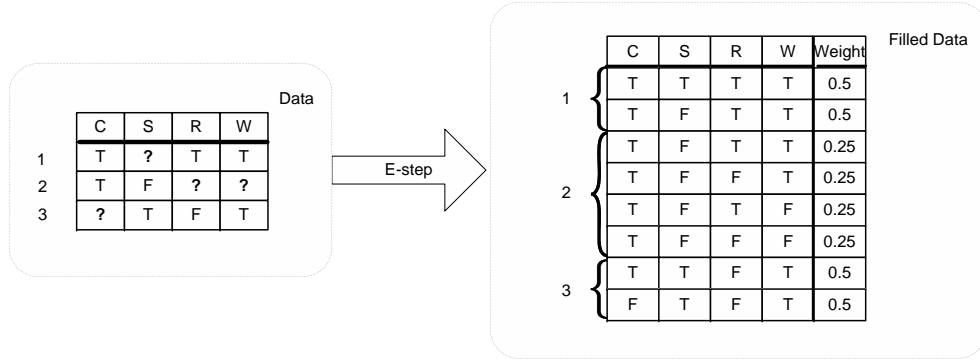 Data
C S R W
1 T ? T T
2 T F ? ?
3 ? T F T
E-step
Filled Data
C S R W Weight
1
T T T T 0.5
T F T T 0.5
2
T F T T 0.25
T F F T 0.25
T F T F 0.25
T F F F 0.25
3
T T F T 0.5
F T F T 0.5